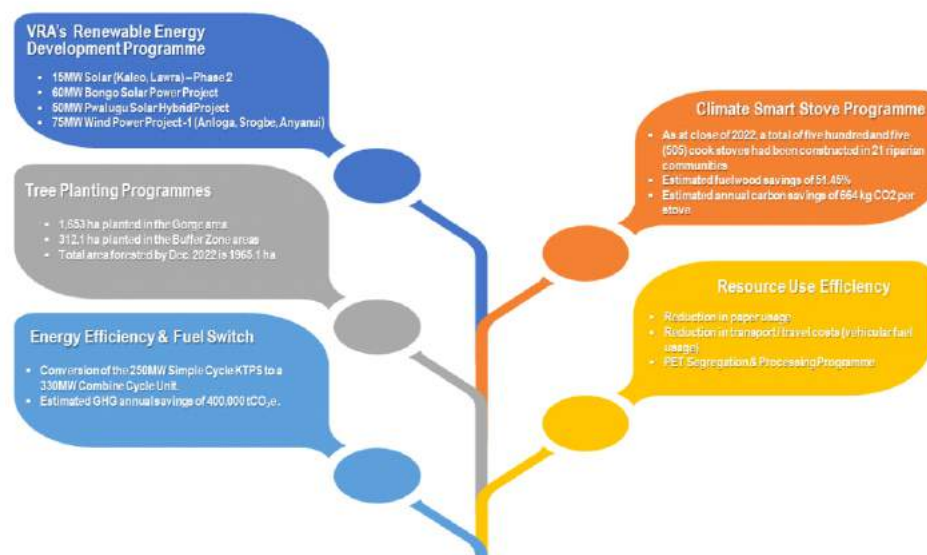 VRA's Renewable Energy
Development Programme
• 15MW Solar (Kaleo, Lawra) – Phase 2
• 60MW Bongo Solar Power Project
• 50MW Pwalugu Solar Hybrid Project
• 75MW Wind Power Project -1 (Anloga, Srogbe, Anyanui)
Tree Planting Programmes
• 1,653 ha planted in the Gorge area
• 312.1 ha planted in the Buffer Zone areas
• Total area forested by Dec. 2022 is 1965.1 ha
Energy Efficiency & Fuel Switch
• Conversion of the 250MW Simple Cycle KTPS to a
330MW Combine Cycle Unit.
• Estimated GHG annual savings of 400,000 tCO₂e.
Climate Smart Stove Programme
• As at close of 2022, a total of five hundred and five
(505) cook stoves had been constructed in 21 riparian
communities
• Estimated fuelwood savings of 51.45%
• Estimated annual carbon savings of 664 kg CO2 per
stove
Resource Use Efficiency
• Reduction in paper usage
• Reduction in transport/ travel costs (vehicular fuel
usage)
• PET Segregation & Processing Programme